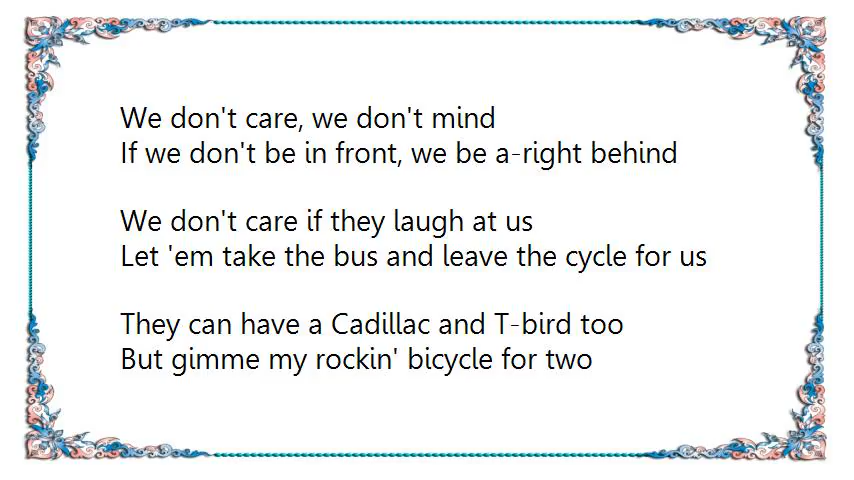 We don't care, we don't mind
If we don't be in front, we be a-right behind
We don't care if they laugh at us
Let 'em take the bus and leave the cycle for us
They can have a Cadillac and T-bird too
But gimme my rockin' bicycle for two